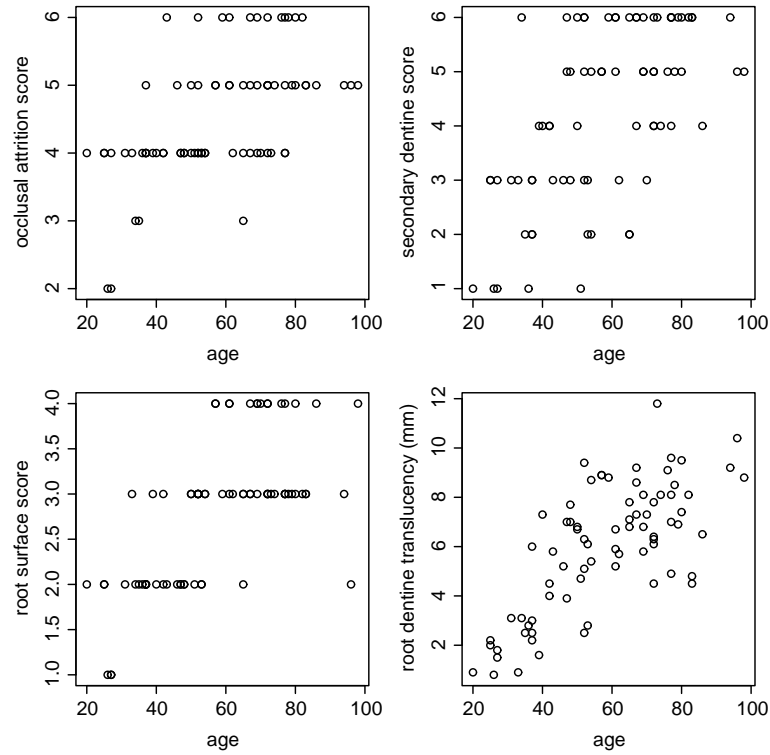 occlusal attrition score
6
5
4
3
2
20 40 60 80 100
age
secondary dentine score
6
5
4
3
2
1
20 40 60 80 100
age
root surface score
4.0
3.5
3.0
2.5
2.0
1.5
1.0
20 40 60 80 100
age
root dentine translucency (mm)
12
10
8
6
4
2
20 40 60 80 100
age